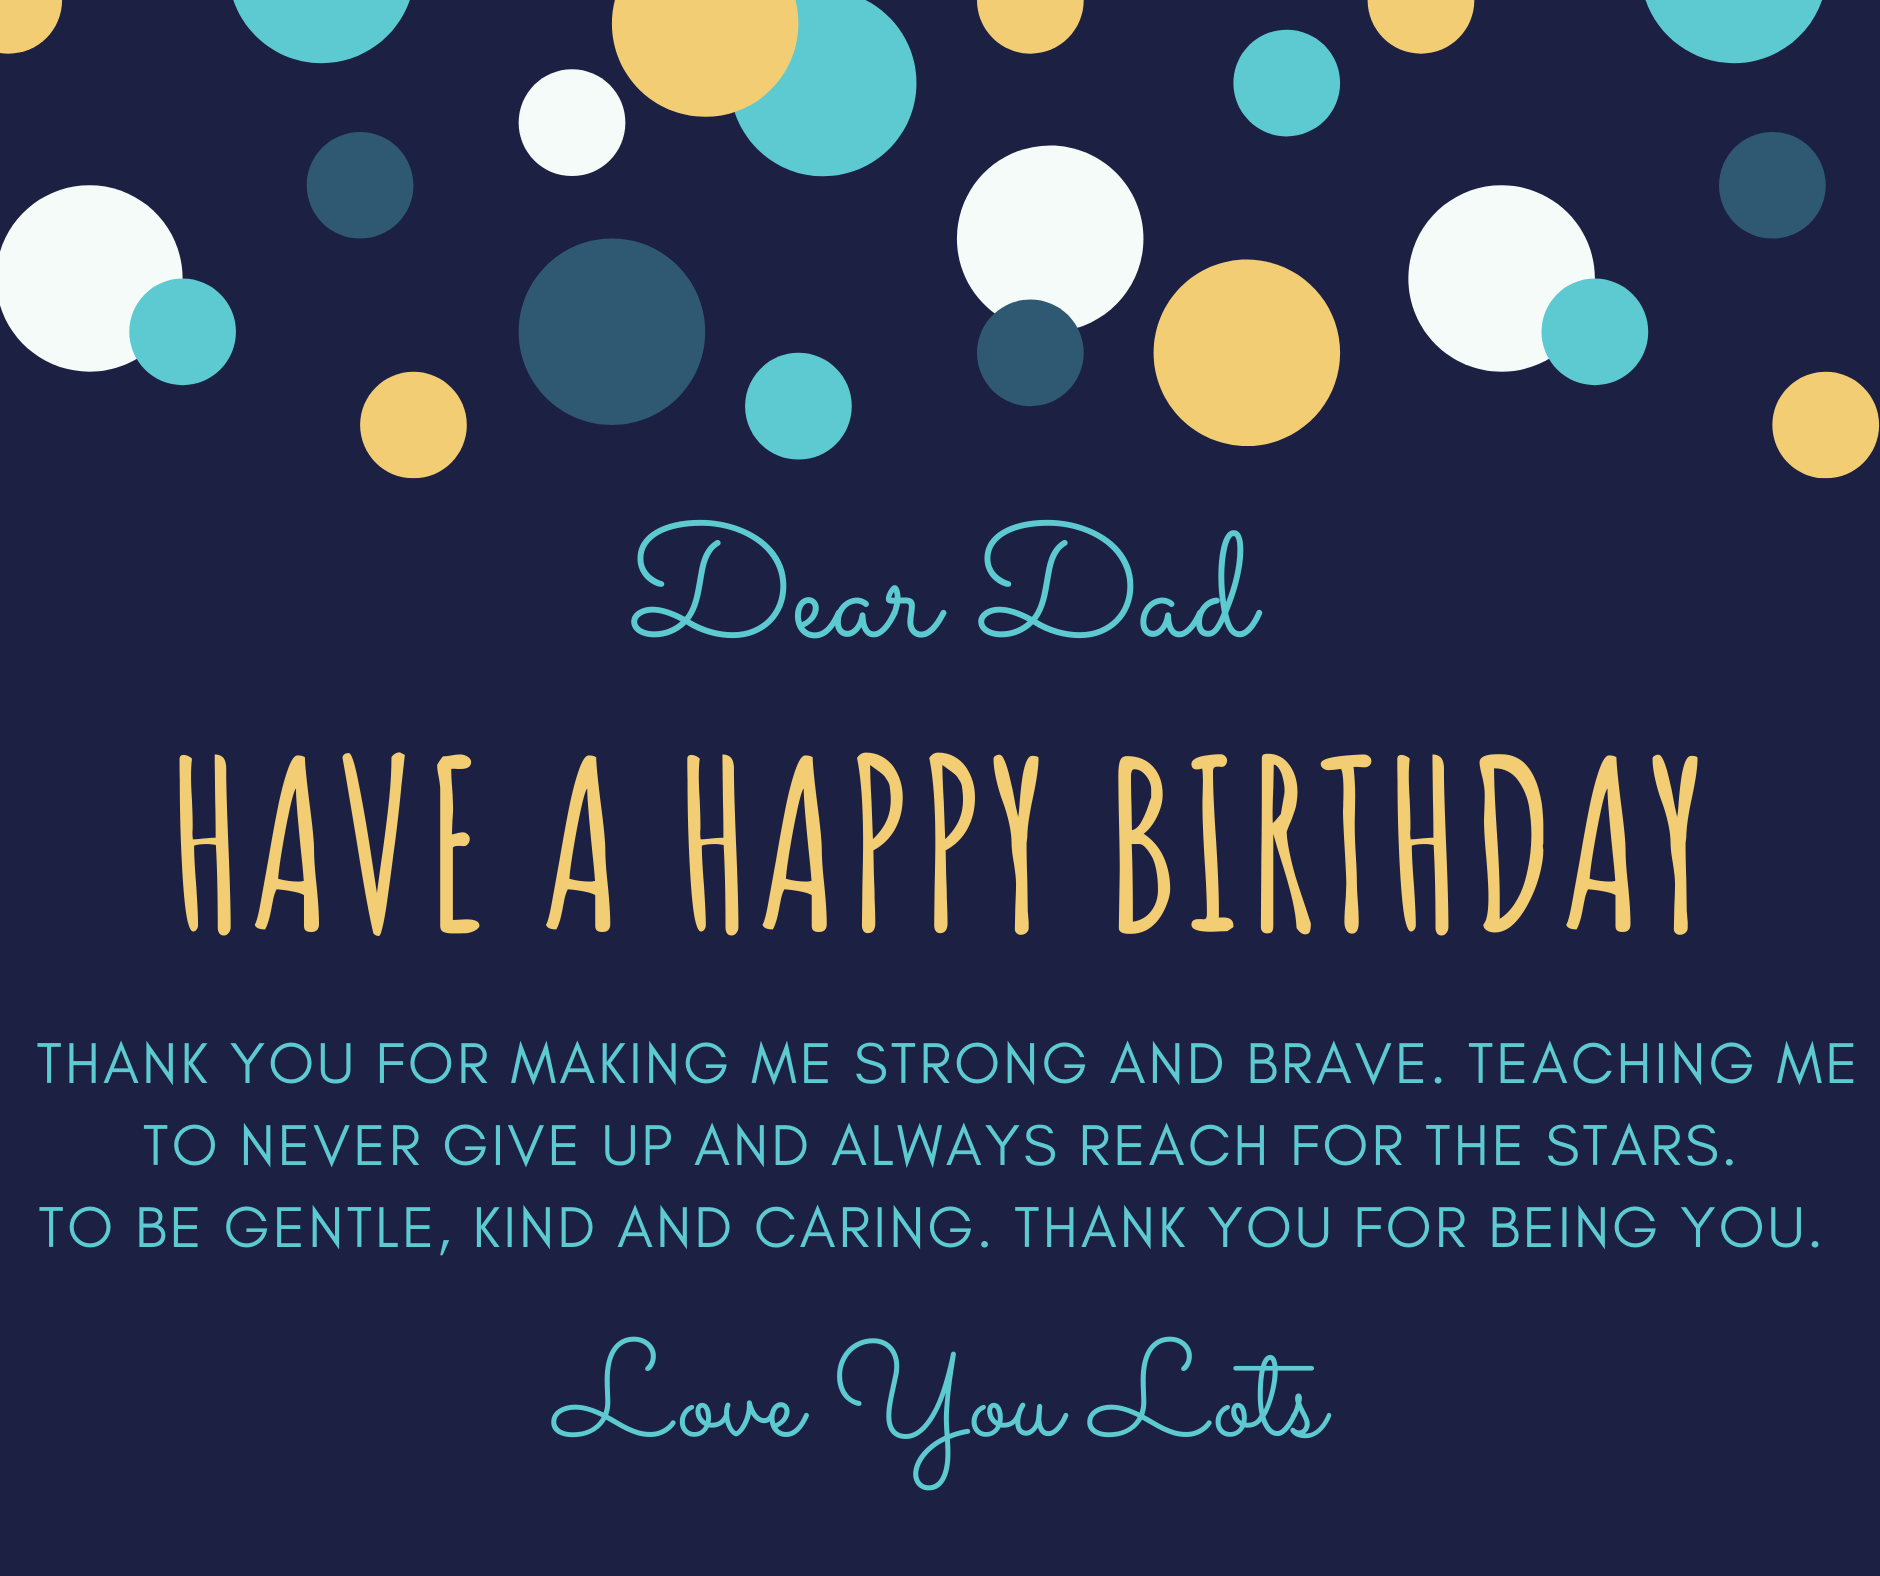 Dear Dad
HAVE A HAPPY BIRTHDAY
THANK YOU FOR MAKING ME STRONG AND BRAVE. TEACHING ME
TO NEVER GIVE UP AND ALWAYS REACH FOR THE STARS.
TO BE GENTLE, KIND AND CARING. THANK YOU FOR BEING YOU.
Love You Lots